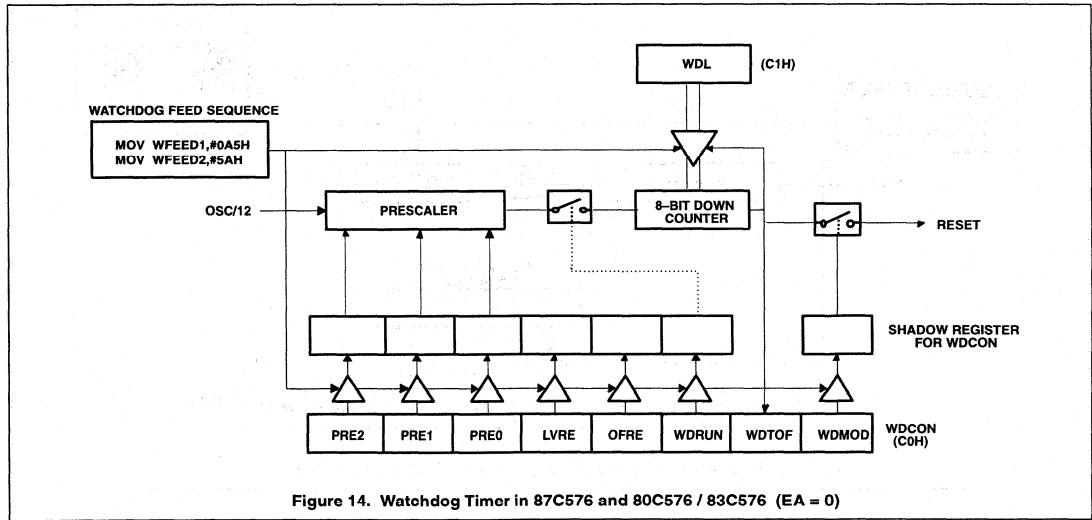 WDL (C1H)
WATCHDOG FEED SEQUENCE
MOV WFEED1,#0A5H
MOV WFEED2,#5AH
OSC/12
PRESCALER
8–BIT DOWN
COUNTER
RESET
SHADOW REGISTER
FOR WDCON
PRE2 PRE1 PRE0 LVRE OFRE WDRUN WDTOF WDMOD
WDCON
(C0H)
Figure 14. Watchdog Timer in 87C576 and 80C576 / 83C576 (EA = 0)